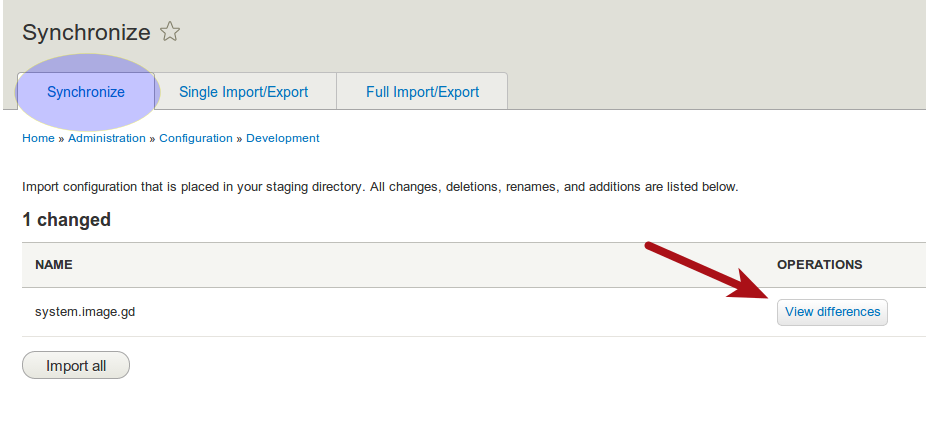 Synchronize
Synchronize Single Import/Export Full Import/Export
Home » Administration » Configuration » Development
Import configuration that is placed in your staging directory. All changes, deletions, renames, and additions are listed below.
1 changed
NAME OPERATIONS
system.image.gd View differences
Import all